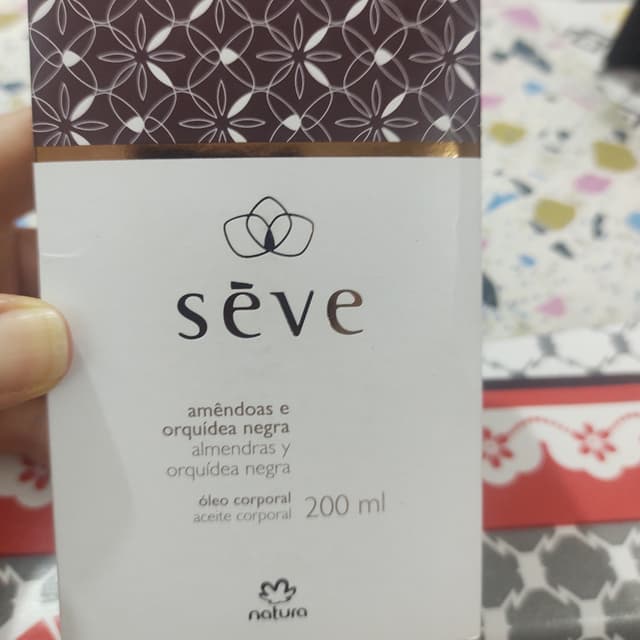 sēve
amêndoas e
orquídea negra
almendras y
orquídea negra
óleo corporal 200 ml
aceite corporal
natura